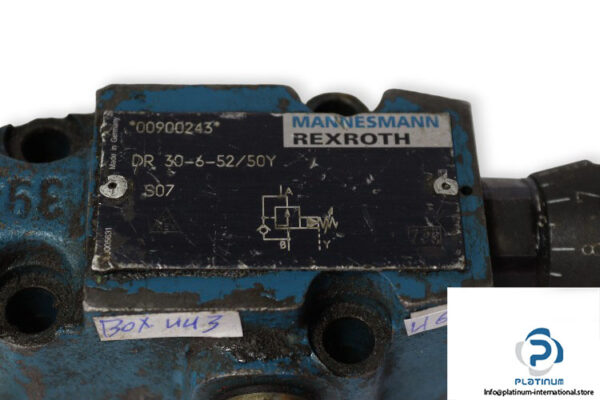 *00900243*
MANNESMANN
REXROTH
Made in Germany
DR 30-6-52/50Y
S07
A
B
Y
BOX 443
PLATINUM
Info@platinum-international.store